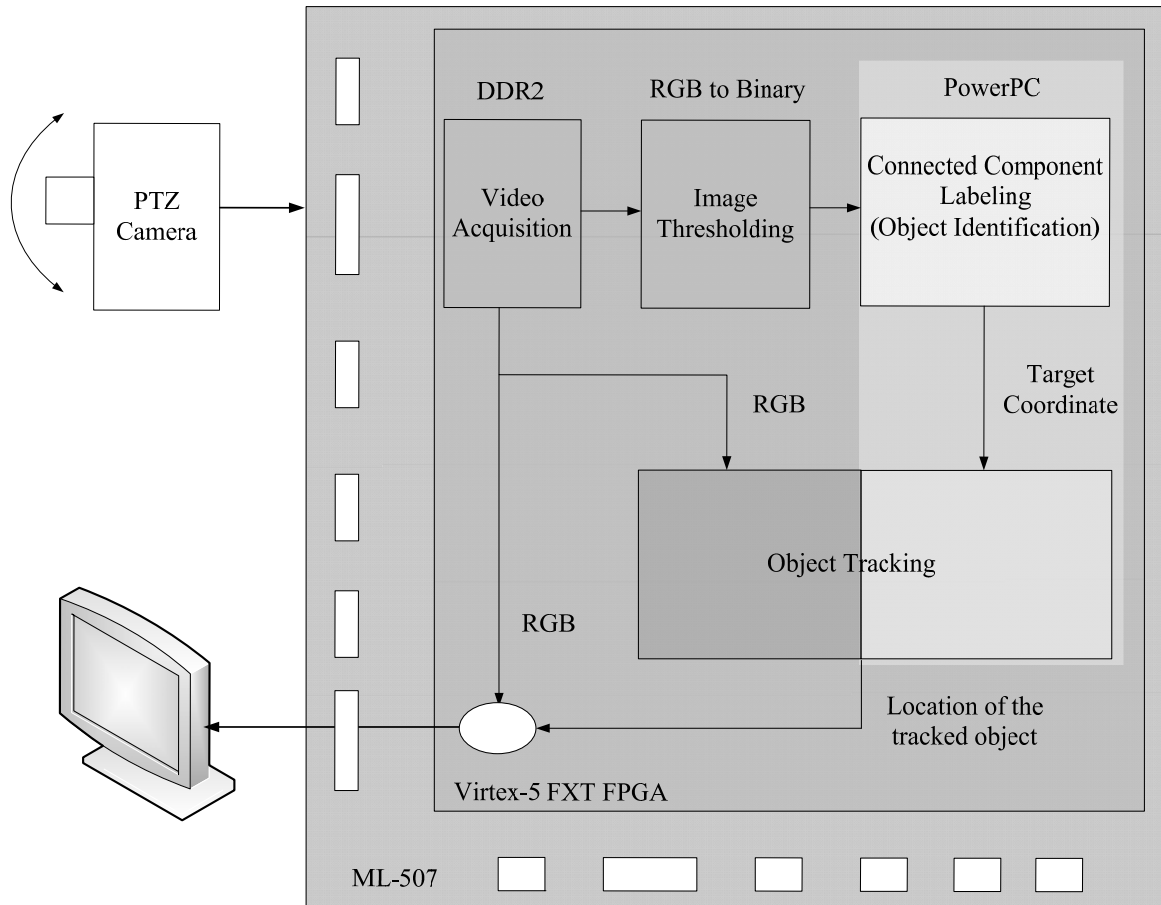 DDR2
RGB to Binary
PowerPC
PTZ
Camera
Video
Acquisition
Image
Thresholding
Connected Component
Labeling
(Object Identification)
RGB
Target
Coordinate
Object Tracking
RGB
Location of the
tracked object
Virtex-5 FXT FPGA
ML-507